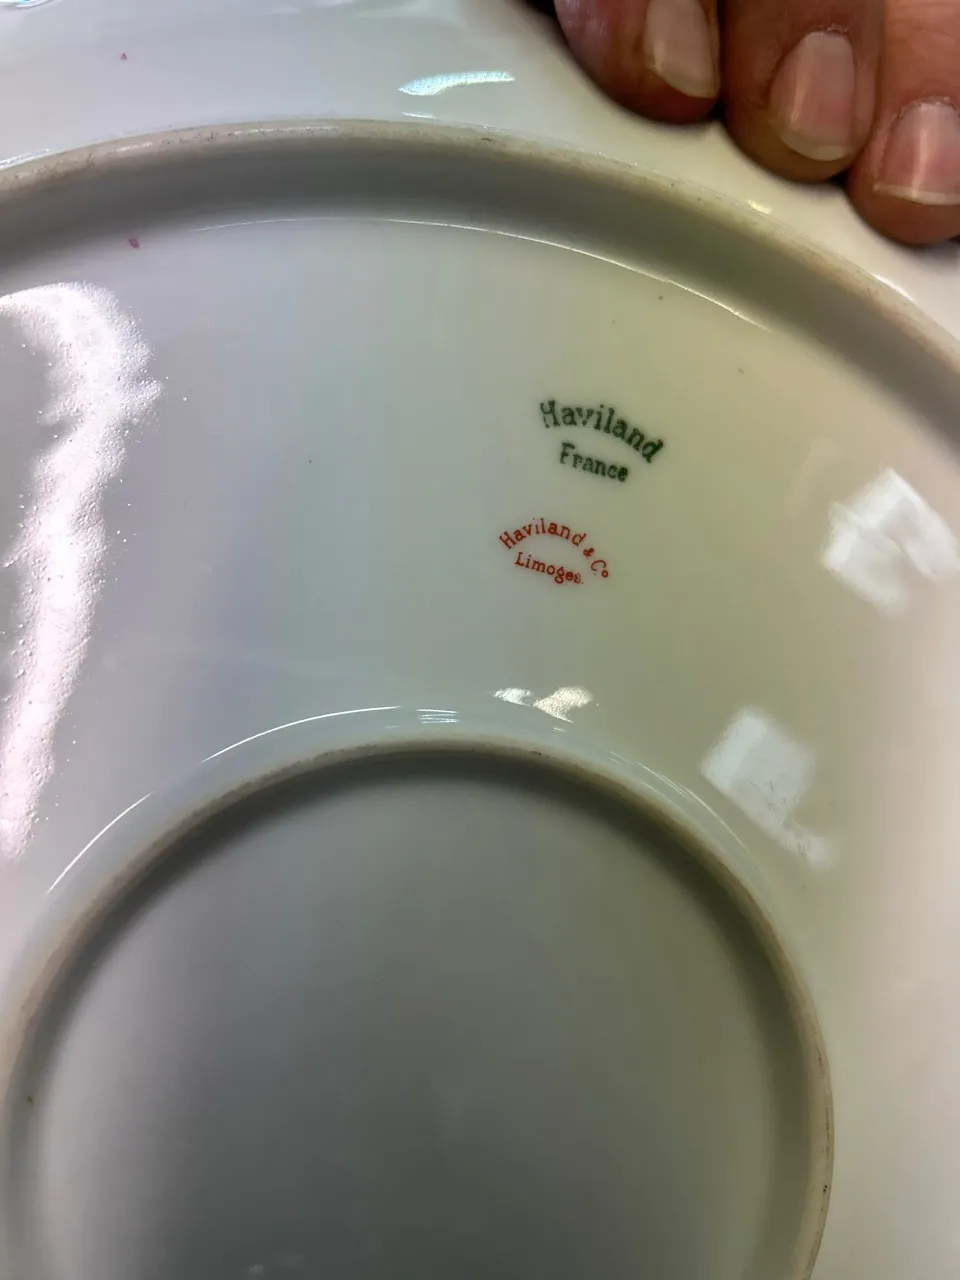 Haviland
France
Haviland & Co
Limoges.